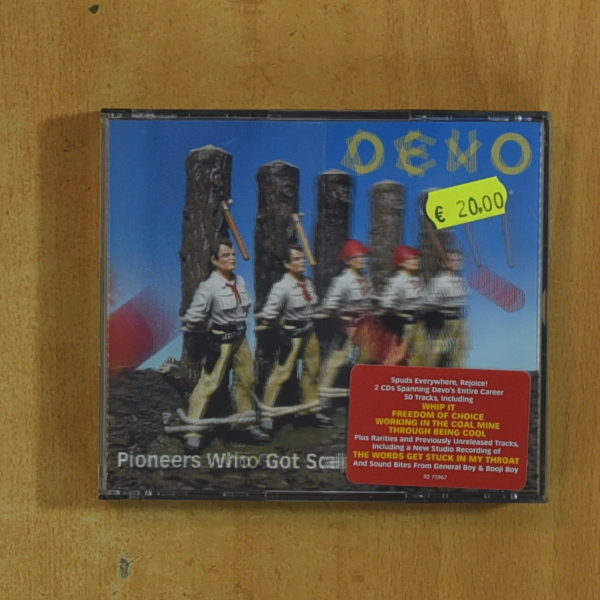 DEVO
€ 20,00
Spuds Everywhere, Rejoice!
2 CDs Spanning Devo's Entire Career
50 Tracks, Including
WHIP IT
FREEDOM OF CHOICE
WORKING IN THE COAL MINE
THROUGH BEING COOL
Plus Rarities and Previously Unreleased Tracks,
Including a New Studio Recording of
THE WORDS GET STUCK IN MY THROAT
And Sound Bites From General Boy & Booji Boy
R2 75967
Pioneers Who Got